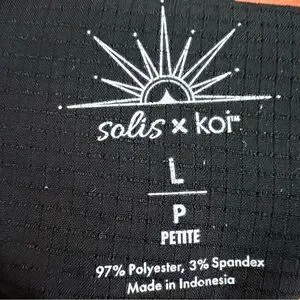 solis x koi™
L
P
PETITE
97% Polyester, 3% Spandex
Made in Indonesia